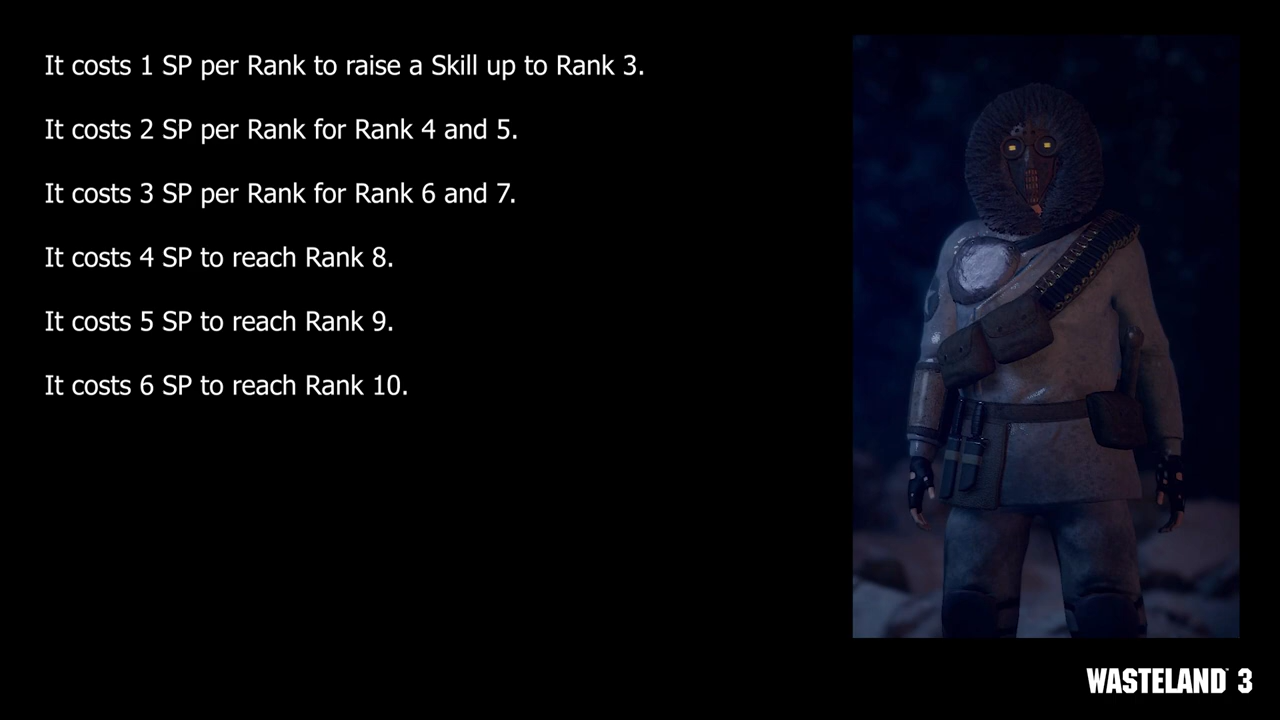 It costs 1 SP per Rank to raise a Skill up to Rank 3.
It costs 2 SP per Rank for Rank 4 and 5.
It costs 3 SP per Rank for Rank 6 and 7.
It costs 4 SP to reach Rank 8.
It costs 5 SP to reach Rank 9.
It costs 6 SP to reach Rank 10.
WASTELAND™ 3